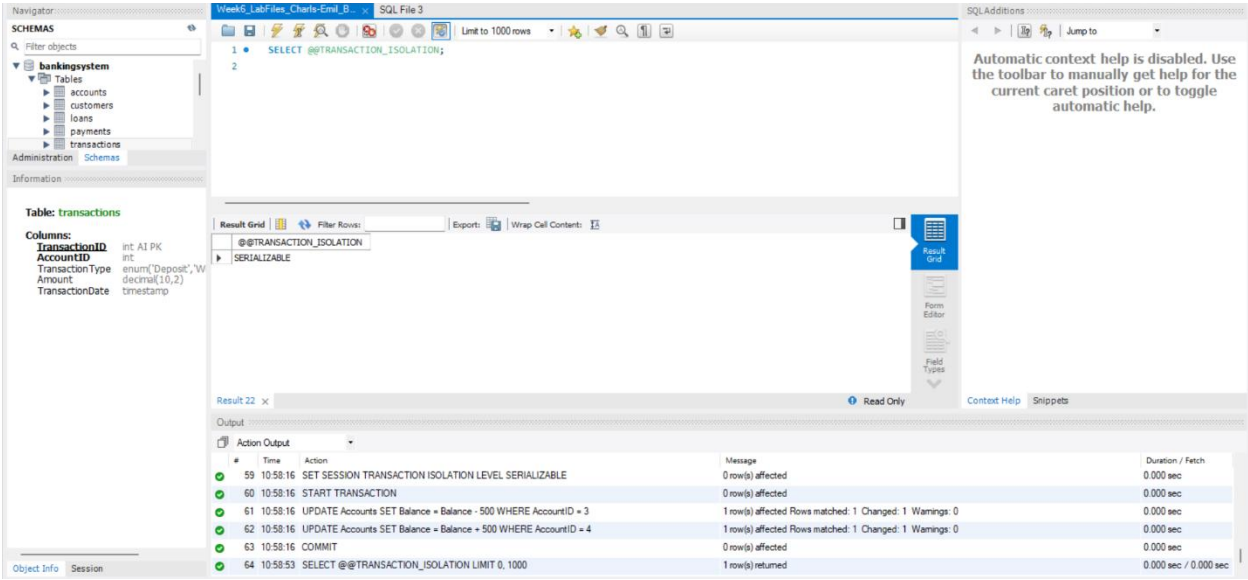 Navigator
SCHEMAS
Filter objects
bankingsystem
Tables
accounts
customers
loans
payments
transactions
Administration Schemas
Information
Table: transactions
Columns:
TransactionID int AI PK
AccountID int
TransactionType enum('Deposit','W
Amount decimal(10,2)
TransactionDate timestamp
Object Info Session
Week6_LabFiles_Charls-Emil_B... SQL File 3
Limit to 1000 rows
1 SELECT @@TRANSACTION_ISOLATION;
2
Result Grid Filter Rows: Export: Wrap Cell Content:
@@TRANSACTION_ISOLATION
SERIALIZABLE
Result Grid
Form Editor
Field Types
Result 22 Read Only
Output
Action Output
# Time Action Message Duration / Fetch
59 10:58:16 SET SESSION TRANSACTION ISOLATION LEVEL SERIALIZABLE 0 row(s) affected 0.000 sec
60 10:58:16 START TRANSACTION 0 row(s) affected 0.000 sec
61 10:58:16 UPDATE Accounts SET Balance = Balance - 500 WHERE AccountID = 3 1 row(s) affected Rows matched: 1 Changed: 1 Warnings: 0 0.000 sec
62 10:58:16 UPDATE Accounts SET Balance = Balance + 500 WHERE AccountID = 4 1 row(s) affected Rows matched: 1 Changed: 1 Warnings: 0 0.000 sec
63 10:58:16 COMMIT 0 row(s) affected 0.000 sec
64 10:58:53 SELECT @@TRANSACTION_ISOLATION LIMIT 0, 1000 1 row(s) returned 0.000 sec / 0.000 sec
SQLAdditions
Jump to
Automatic context help is disabled. Use
the toolbar to manually get help for the
current caret position or to toggle
automatic help.
Context Help Snippets